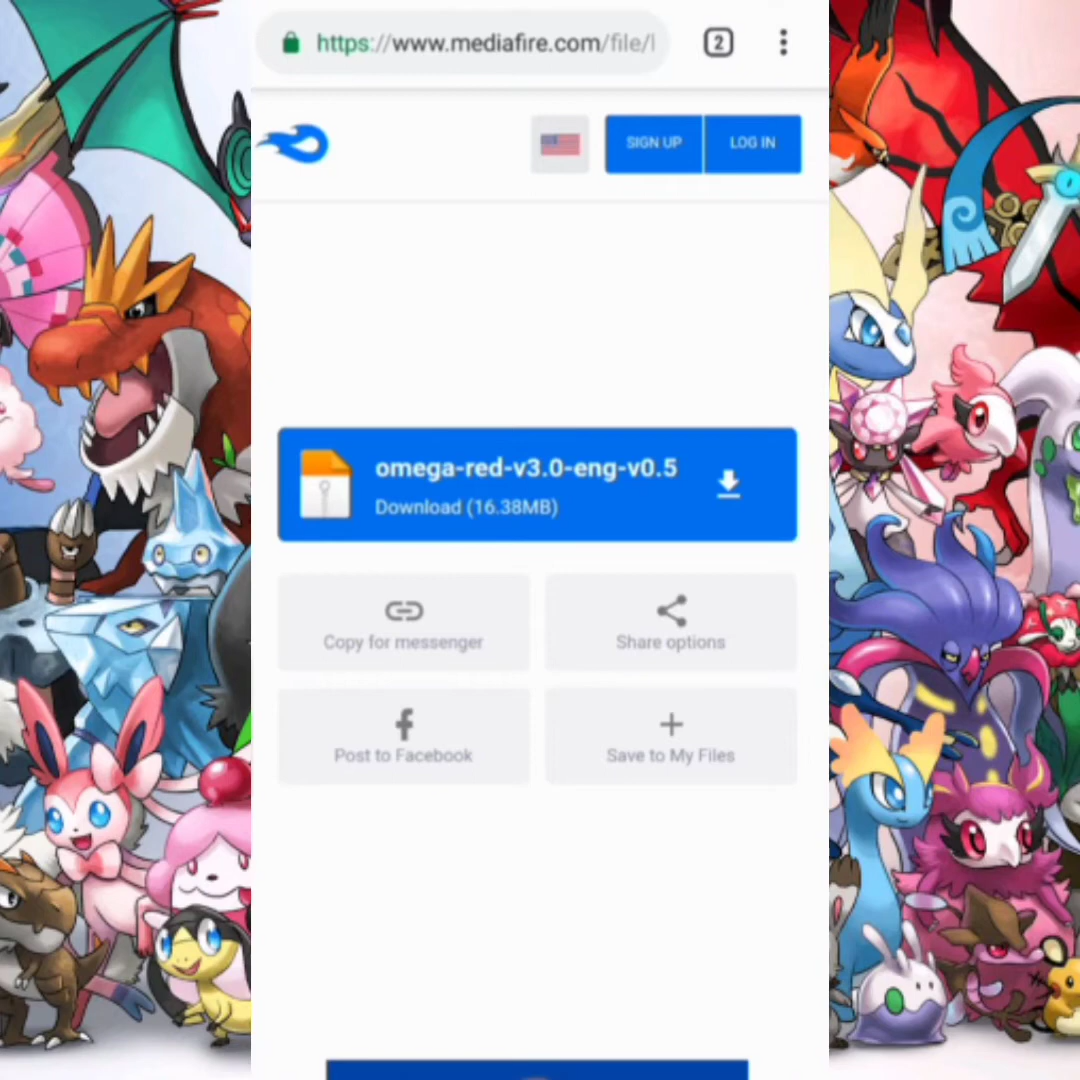 https://www.mediafire.com/file/l
2
SIGN UP
LOG IN
omega-red-v3.0-eng-v0.5
Download (16.38MB)
Copy for messenger
Share options
Post to Facebook
Save to My Files